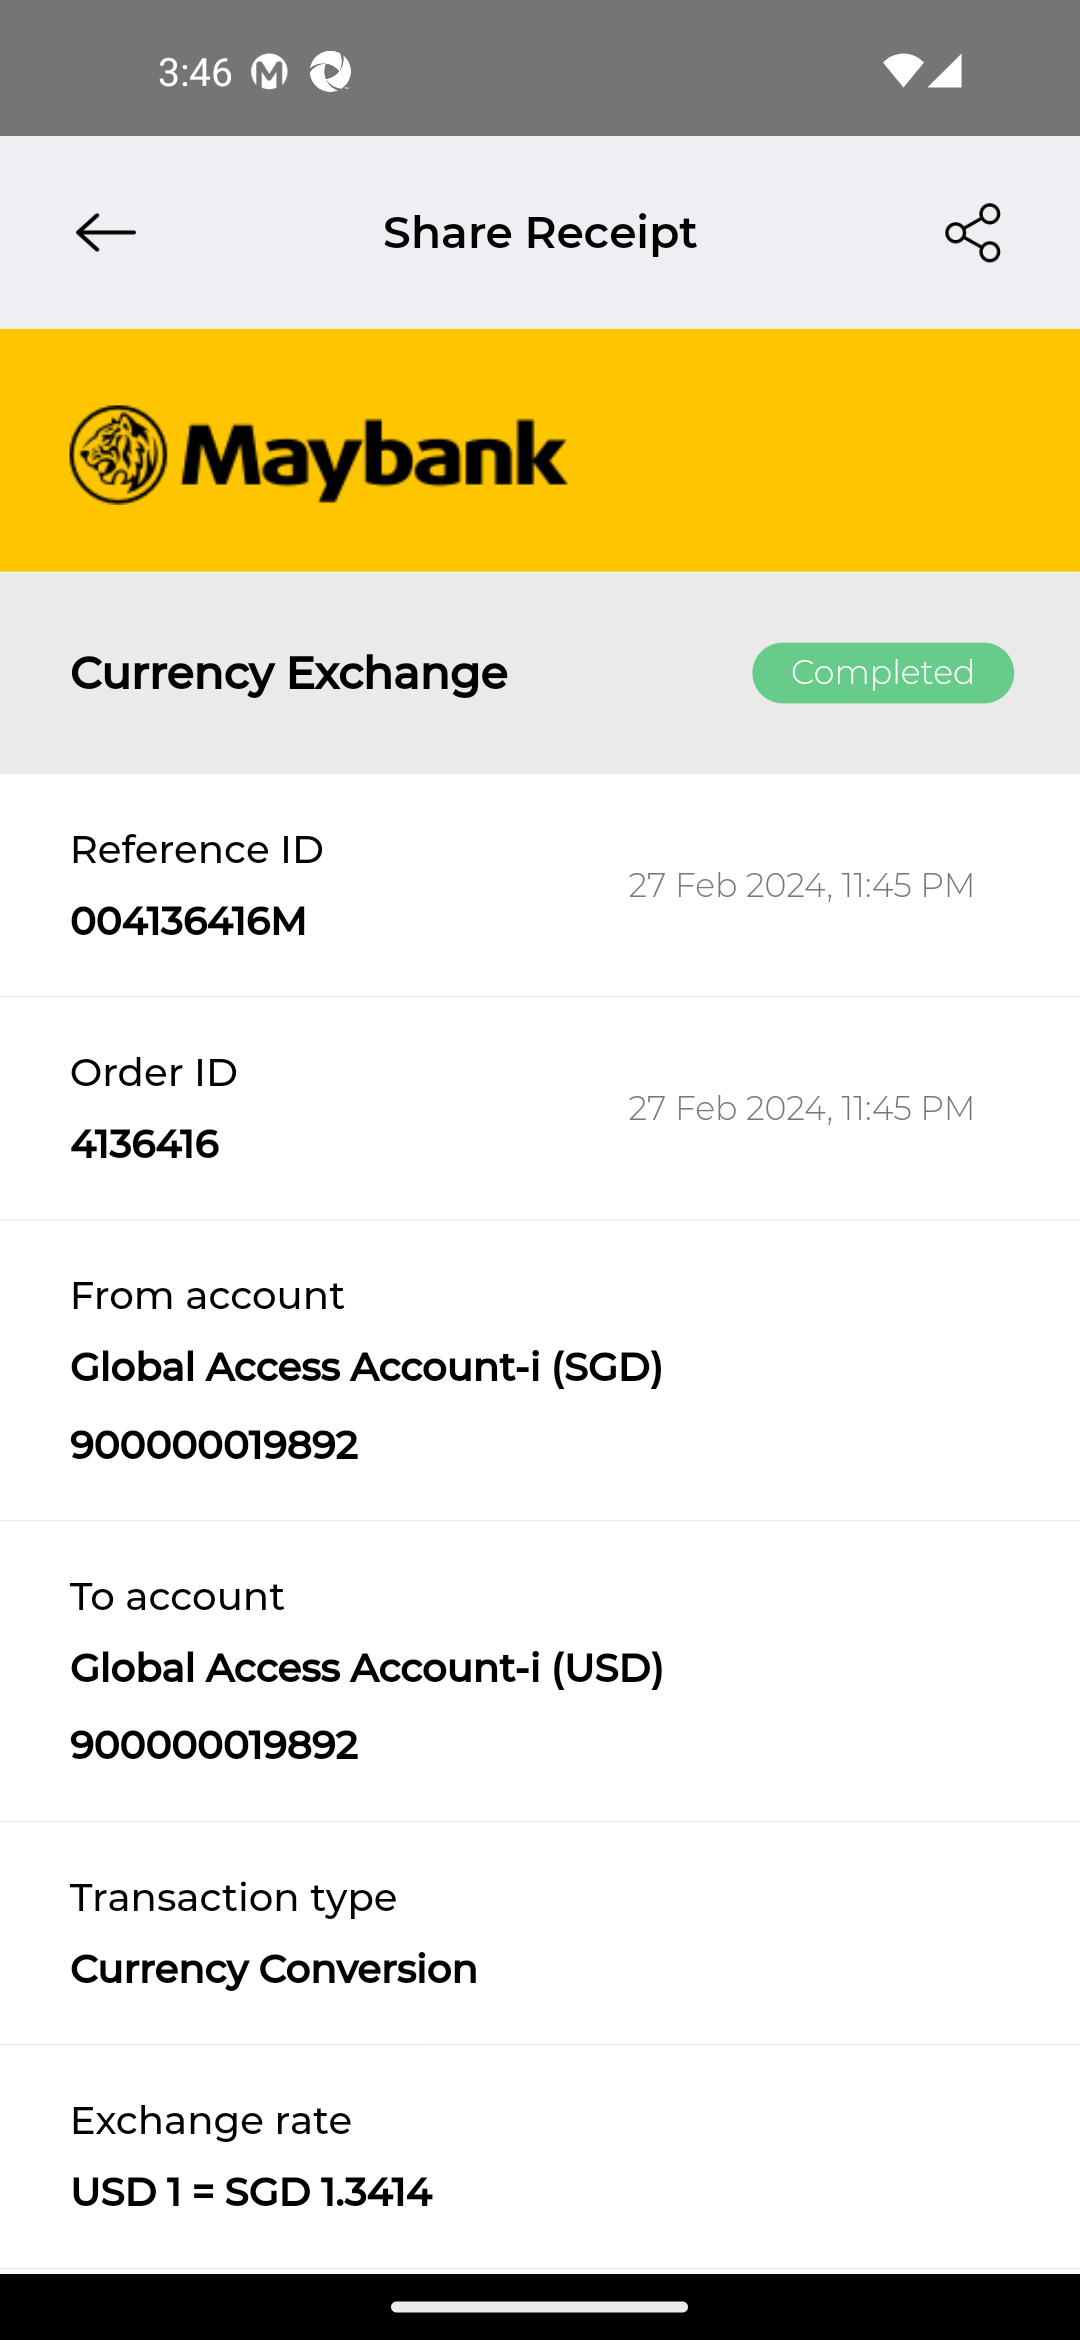 3:46
Share Receipt
Maybank
Currency Exchange
Completed
Reference ID
27 Feb 2024, 11:45 PM
004136416M
Order ID
27 Feb 2024, 11:45 PM
4136416
From account
Global Access Account-i (SGD)
900000019892
To account
Global Access Account-i (USD)
900000019892
Transaction type
Currency Conversion
Exchange rate
USD 1 = SGD 1.3414